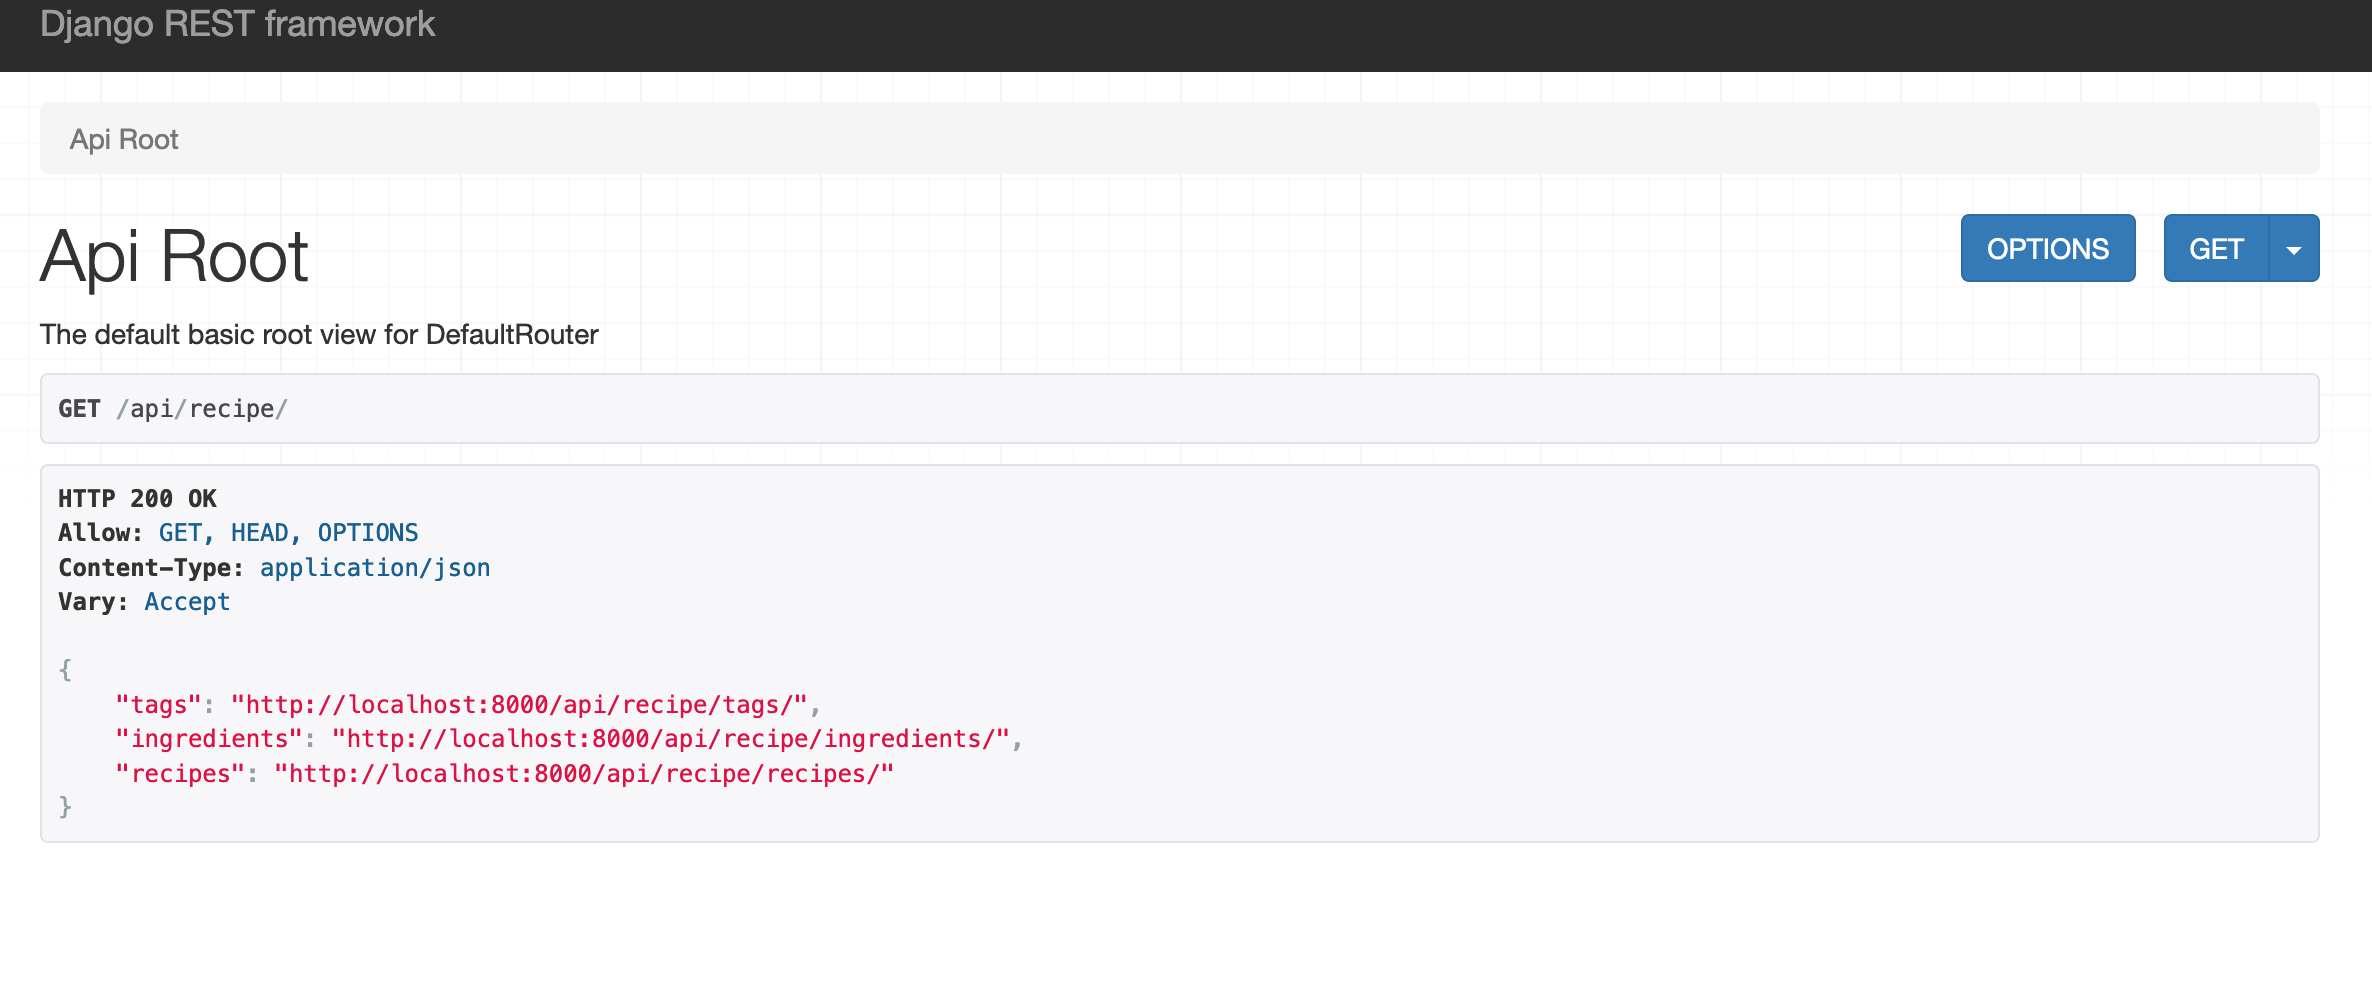 Django REST framework
Api Root
Api Root
OPTIONS
GET
The default basic root view for DefaultRouter
GET /api/recipe/
HTTP 200 OK
Allow: GET, HEAD, OPTIONS
Content-Type: application/json
Vary: Accept
{
    "tags": "http://localhost:8000/api/recipe/tags/",
    "ingredients": "http://localhost:8000/api/recipe/ingredients/",
    "recipes": "http://localhost:8000/api/recipe/recipes/"
}